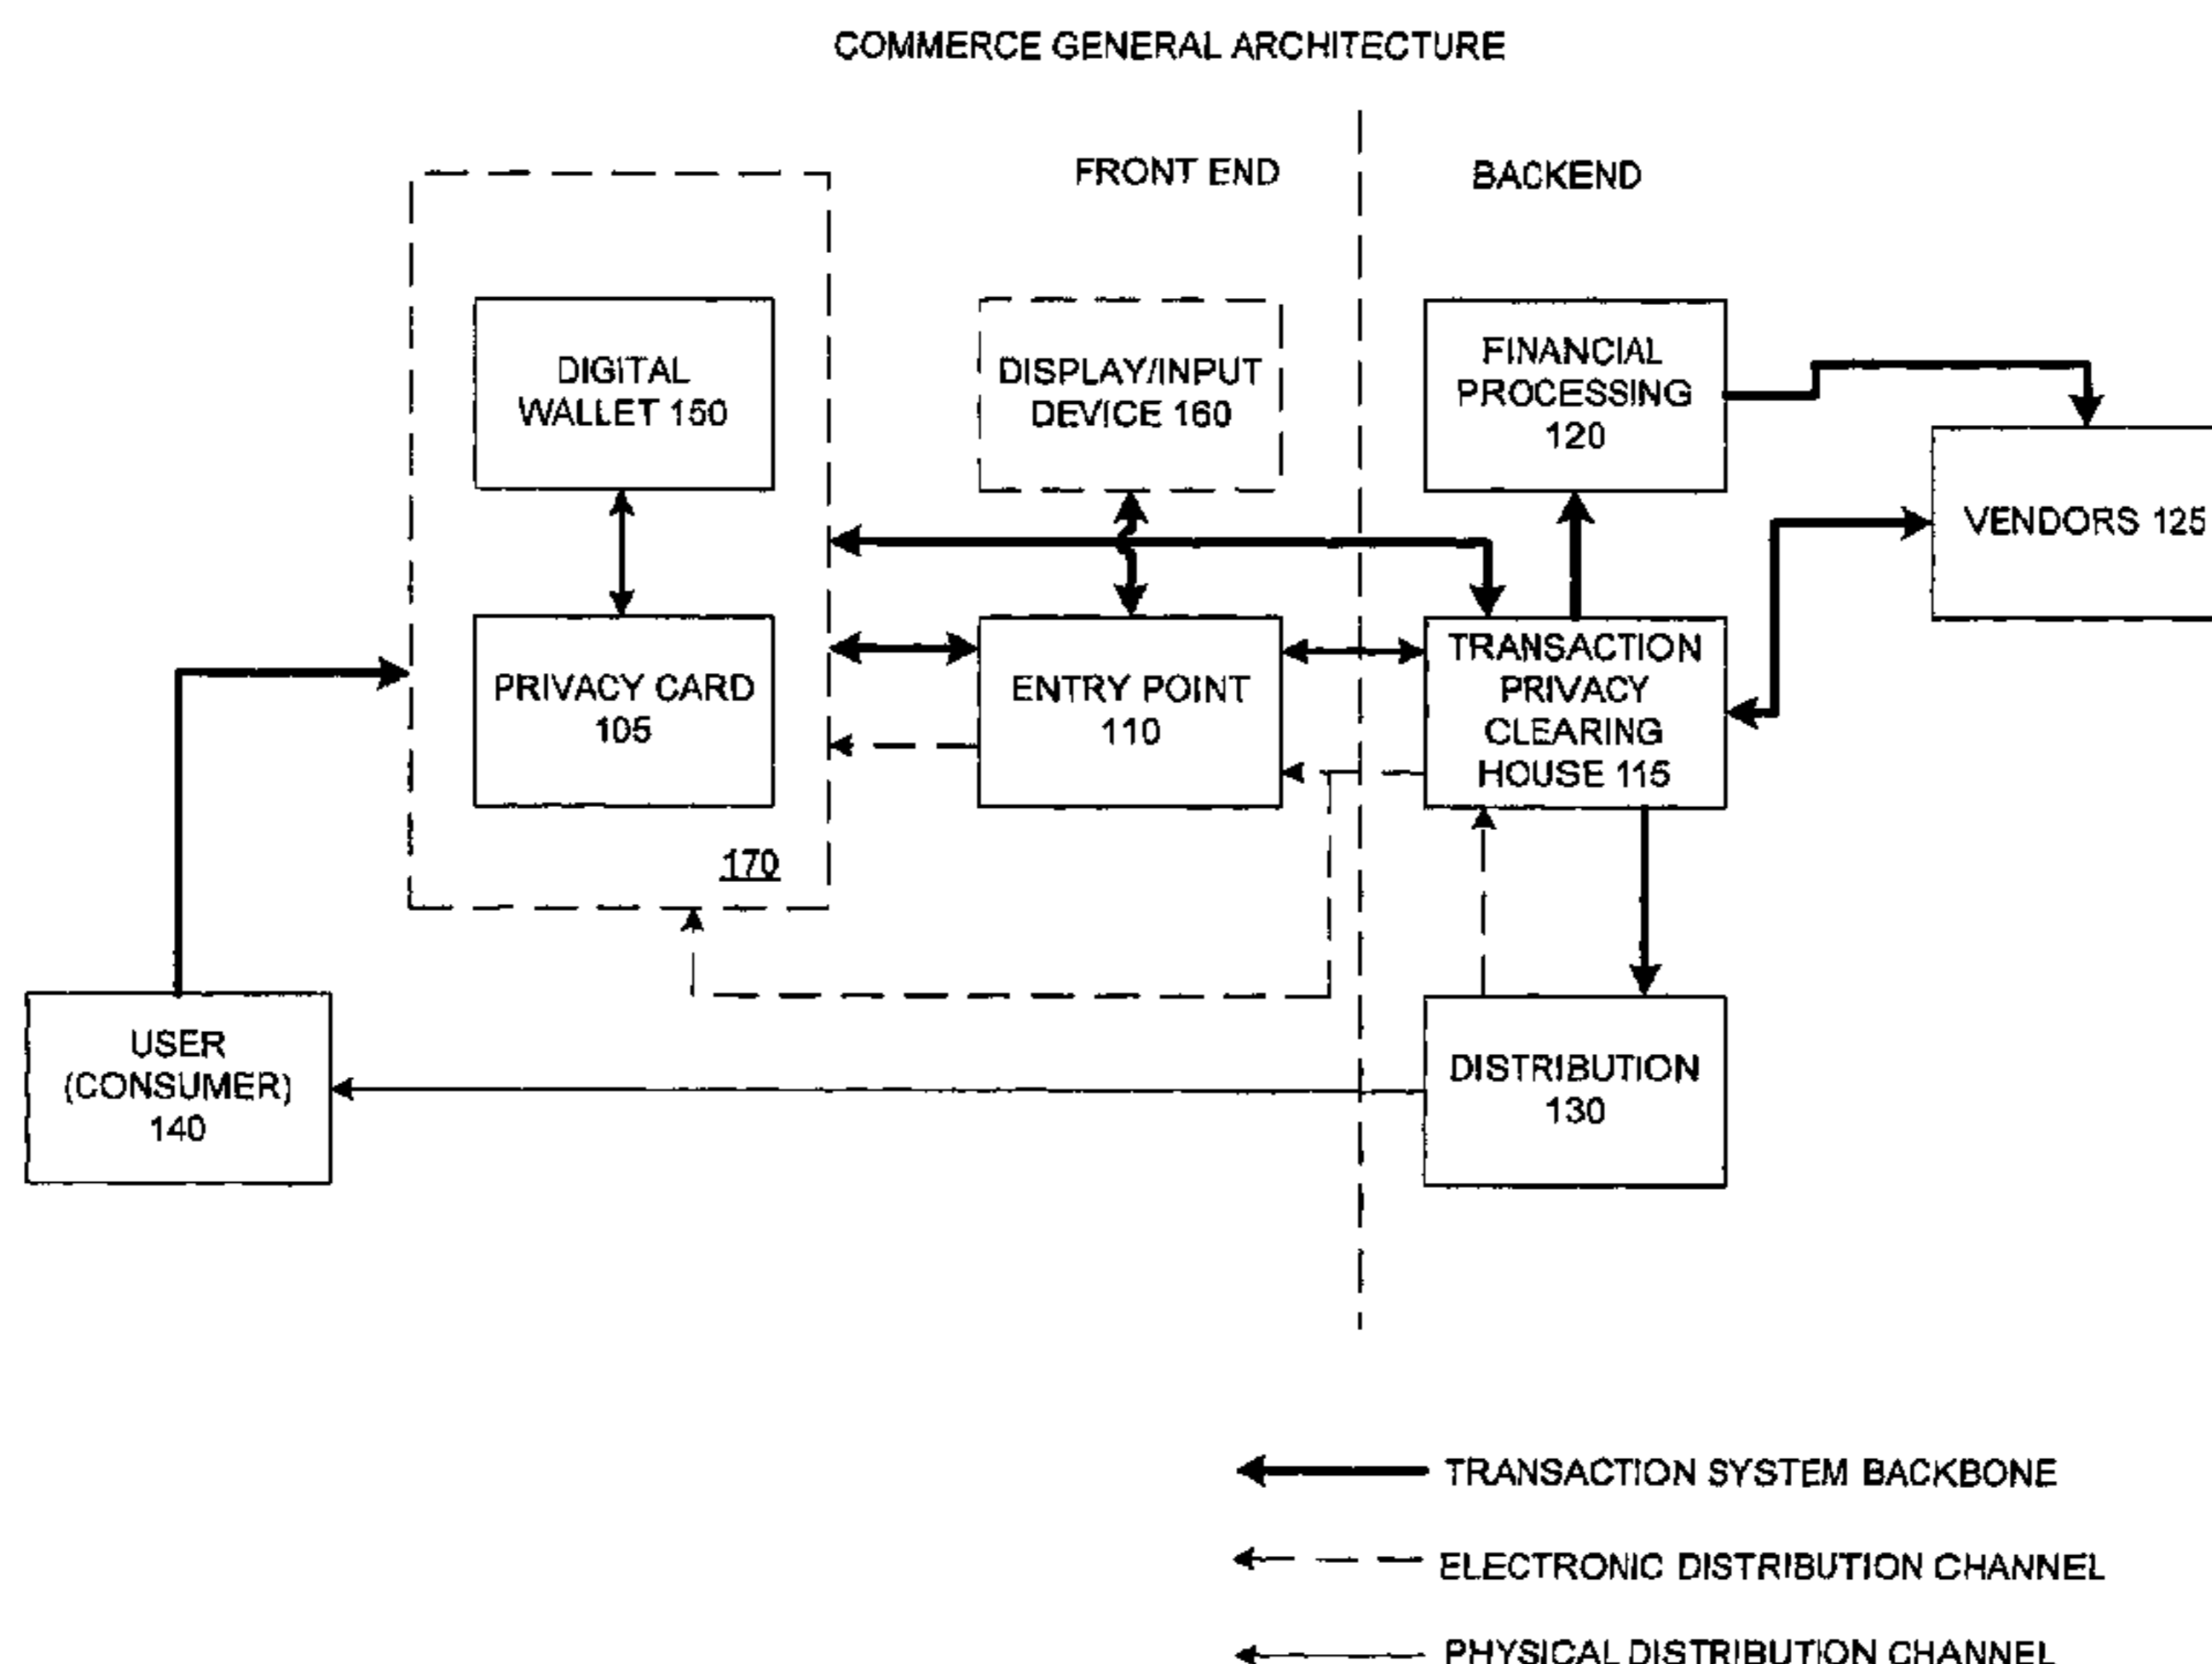 COMMERCE GENERAL ARCHITECTURE
FRONT END
BACKEND
DIGITAL
WALLET 150
DISPLAY/INPUT
DEVICE 160
FINANCIAL
PROCESSING
120
VENDORS 125
PRIVACY CARD
105
ENTRY POINT
110
TRANSACTION
PRIVACY
CLEARING
HOUSE 115
170
USER
(CONSUMER)
140
DISTRIBUTION
130
TRANSACTION SYSTEM BACKBONE
ELECTRONIC DISTRIBUTION CHANNEL
PHYSICAL DISTRIBUTION CHANNEL